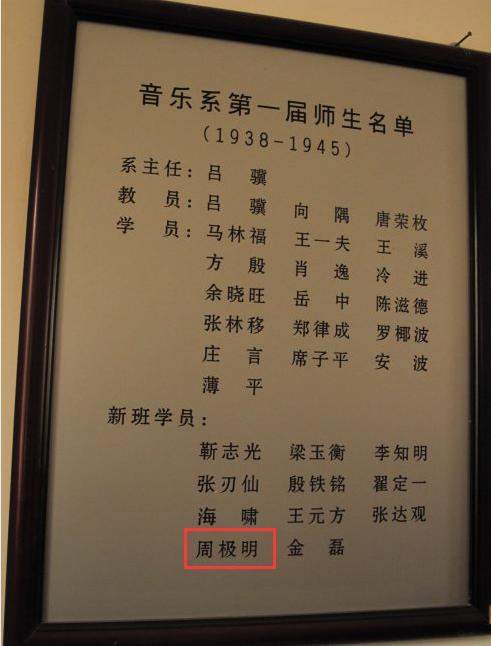 音乐系第一届师生名单
(1938-1945)
系主任：吕 骥
教 员：吕 骥 向 隅 唐荣枚
学 员：马林福 王一夫 王 溪
方 殷 肖 逸 冷 进
余晓旺 岳 中 陈滋德
张林移 郑律成 罗椰波
庄 言 席子平 安 波
薄 平
新班学员：
靳志光 梁玉衡 李知明
张刃仙 殷铁铭 翟定一
海 啸 王元方 张达观
周极明 金 磊